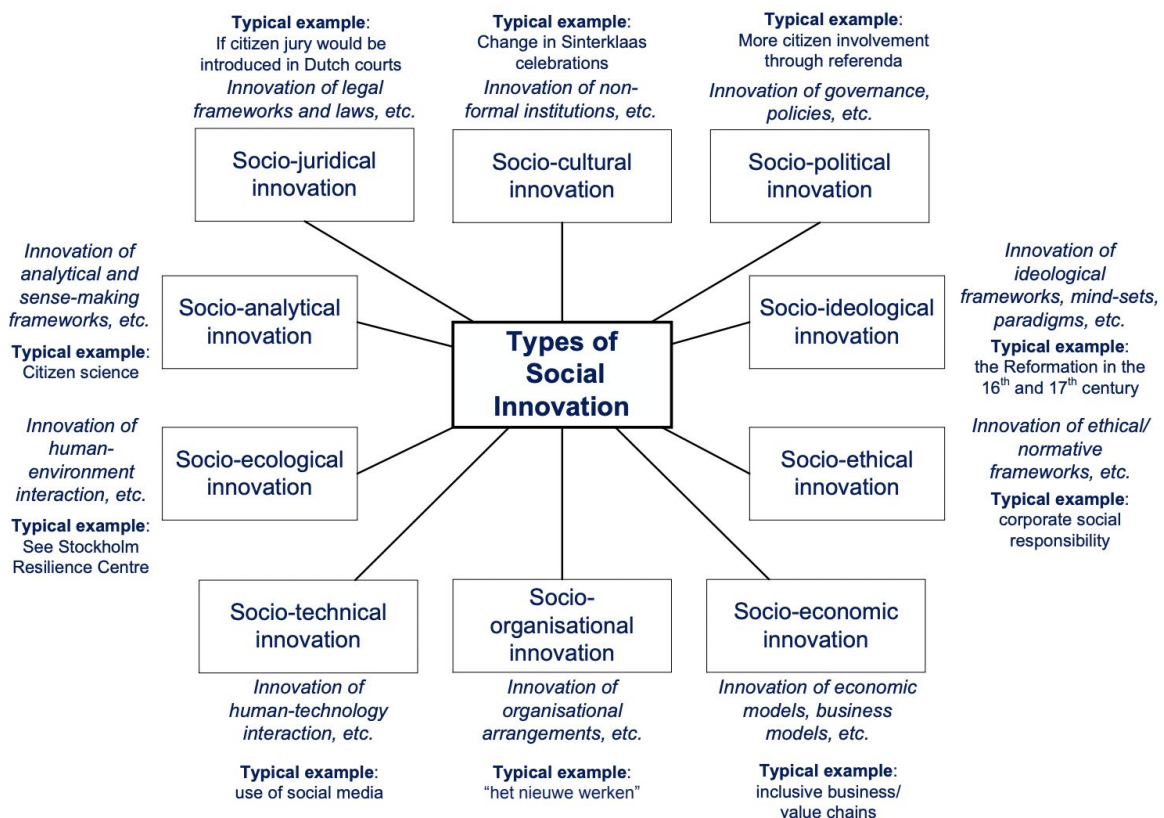 Typical example:
If citizen jury would be
introduced in Dutch courts
Innovation of legal
frameworks and laws, etc.
Socio-juridical
innovation
Typical example:
Change in Sinterklaas
celebrations
Innovation of non-
formal institutions, etc.
Socio-cultural
innovation
Typical example:
More citizen involvement
through referenda
Innovation of governance,
policies, etc.
Socio-political
innovation
Innovation of
analytical and
sense-making
frameworks, etc.
Typical example:
Citizen science
Socio-analytical
innovation
Types of
Social
Innovation
Socio-ideological
innovation
Innovation of
ideological
frameworks, mind-sets,
paradigms, etc.
Typical example:
the Reformation in the
16th and 17th century
Innovation of
human-
environment
interaction, etc.
Typical example:
See Stockholm
Resilience Centre
Socio-ecological
innovation
Socio-ethical
innovation
Innovation of ethical/
normative
frameworks, etc.
Typical example:
corporate social
responsibility
Socio-technical
innovation
Innovation of
human-technology
interaction, etc.
Typical example:
use of social media
Socio-
organisational
innovation
Innovation of
organisational
arrangements, etc.
Typical example:
“het nieuwe werken”
Socio-economic
innovation
Innovation of economic
models, business
models, etc.
Typical example:
inclusive business/
value chains